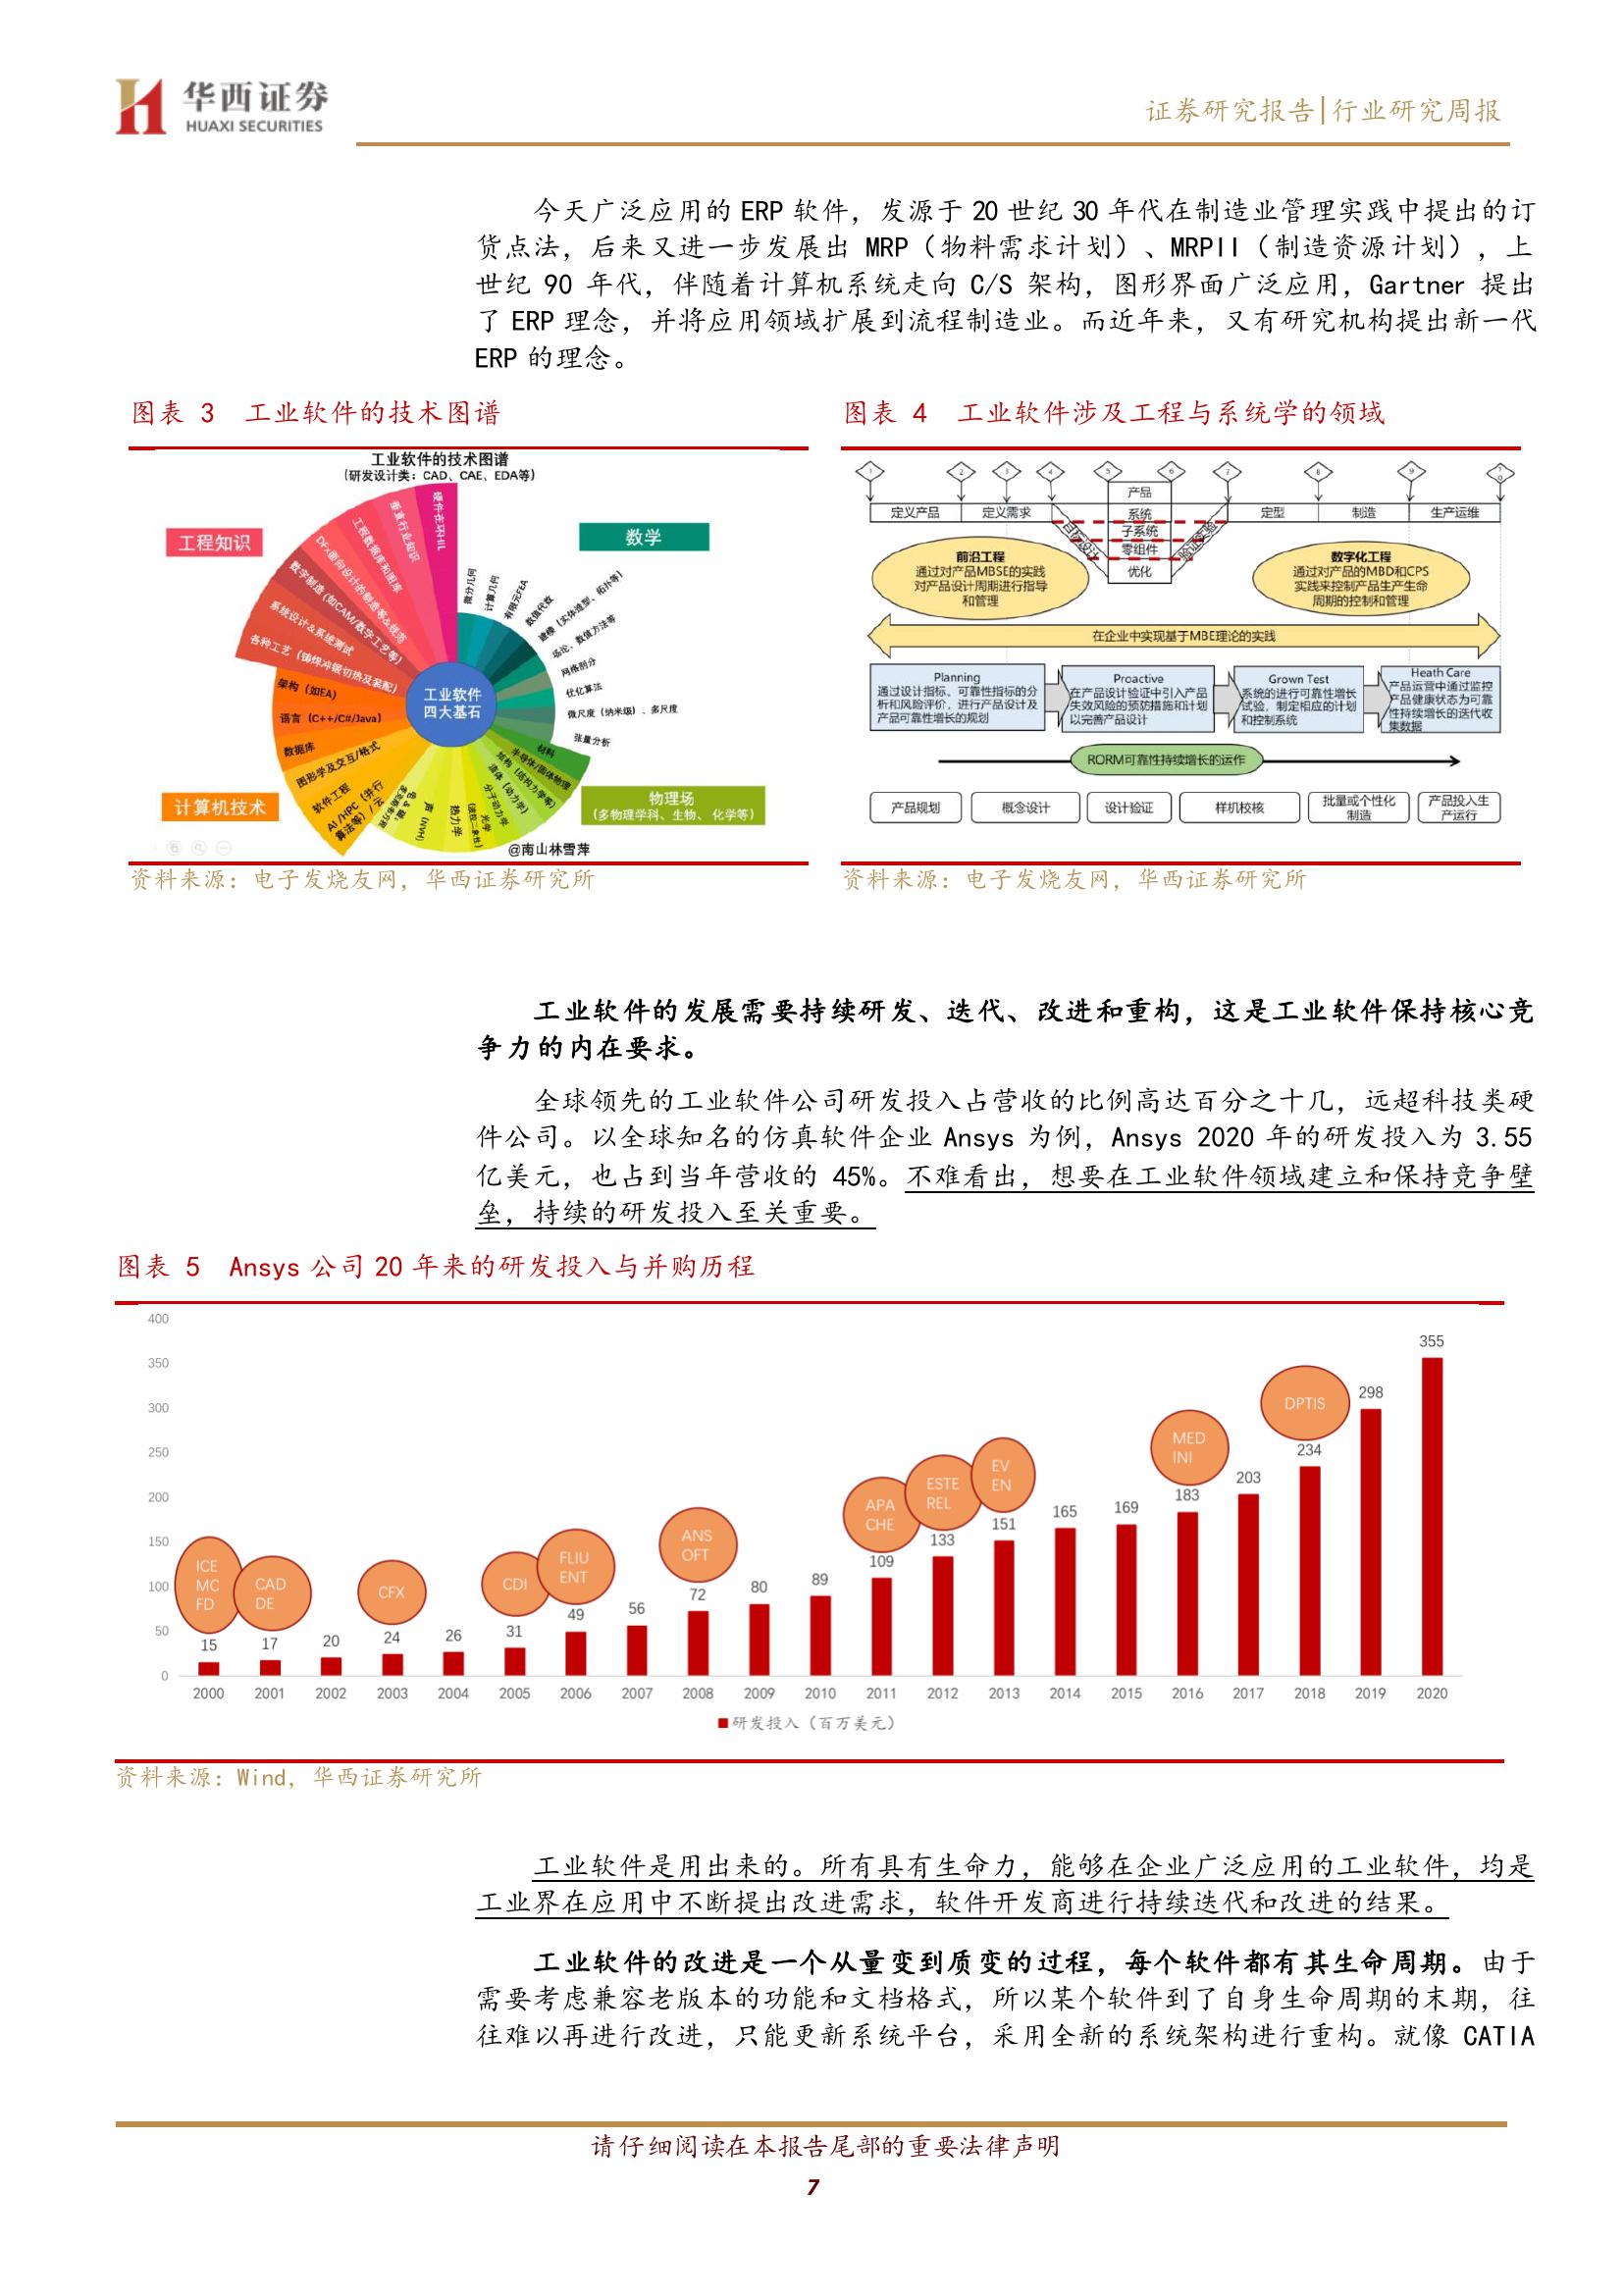 华西证券
HUAXI SECURITIES
证券研究报告|行业研究周报
今天广泛应用的 ERP 软件，发源于 20 世纪 30 年代在制造业管理实践中提出的订
货点法，后来又进一步发展出 MRP（物料需求计划）、MRPII（制造资源计划），上
世纪 90 年代，伴随着计算机系统走向 C/S 架构，图形界面广泛应用，Gartner 提出
了 ERP 理念，并将应用领域扩展到流程制造业。而近年来，又有研究机构提出新一代
ERP 的理念。
图表 3 工业软件的技术图谱
工业软件的技术图谱
(研发设计类：CAD、CAE、EDA等)
工程知识
数学
计算机技术
物理场
(多物理学科、生物、化学等)
工业软件
四大基石
硬件在环HIL
垂直行业知识
工程数据库和图库
DFx面向设计的制造等&规范
数字制造 (如CAM/数字工艺等)
系统设计&系统测试
各种工艺（铸焊冲锻切热及装配）
架构（如EA)
语言（C++/C#/Java)
数据库
图形学及交互/格式
软件工程
AI /HPC（并行
算法等）/ 云
微分几何
计算几何
有限元FEA
数值代数
建模（实体造型、拓扑等）
场论、数值方法等
网格剖分
优化算法
微尺度（纳米级）、多尺度
张量分析
材料
半导体/固体物理
结构（结构力学等）
流体（动力学）
分子动力学
光学
(波粒二象性)
热力学
声（NVH)
@南山林雪萍
资料来源：电子发烧友网，华西证券研究所
图表 4 工业软件涉及工程与系统学的领域
1 2 3 4 5 6 7 8 9 10
定义产品 定义需求 产品 定型 制造 生产运维
系统
子系统
零组件
优化
验证实验
前沿工程
通过对产品MBSE的实践
对产品设计周期进行指导
和管理
数字化工程
通过对产品的MBD和CPS
实践来控制产品生产生命
周期的控制和管理
在企业中实现基于MBE理论的实践
Planning
通过设计指标、可靠性指标的分
析和风险评价，进行产品设计及
产品可靠性增长的规划
Proactive
在产品设计验证中引入产品
失效风险的预防措施和计划
以完善产品设计
Grown Test
系统的进行可靠性增长
试验，制定相应的计划
和控制系统
Heath Care
产品运营中通过监控
产品健康状态为可靠
性持续增长的迭代收
集数据
RORM可靠性持续增长的运作
产品规划 概念设计 设计验证 样机校核 批量或个性化
制造 产品投入生
产运行
资料来源：电子发烧友网，华西证券研究所
工业软件的发展需要持续研发、迭代、改进和重构，这是工业软件保持核心竞
争力的内在要求。
全球领先的工业软件公司研发投入占营收的比例高达百分之十几，远超科技类硬
件公司。以全球知名的仿真软件企业 Ansys 为例，Ansys 2020 年的研发投入为 3.55
亿美元，也占到当年营收的 45%。不难看出，想要在工业软件领域建立和保持竞争壁
垒，持续的研发投入至关重要。
图表 5 Ansys 公司 20 年来的研发投入与并购历程
400
350
300
250
200
150
100
50
0
ICE
MC
FD
CAD
DE
CFX
CDI
FLIU
ENT
ANS
OFT
APA
CHE
ESTE
REL
EV
EN
MED
INI
DPTIS
15 17 20 24 26 31 49 56 72 80 89 109 133 151 165 169 183 203 234 298 355
2000 2001 2002 2003 2004 2005 2006 2007 2008 2009 2010 2011 2012 2013 2014 2015 2016 2017 2018 2019 2020
研发投入（百万美元）
资料来源：Wind，华西证券研究所
工业软件是用出来的。所有具有生命力，能够在企业广泛应用的工业软件，均是
工业界在应用中不断提出改进需求，软件开发商进行持续迭代和改进的结果。
工业软件的改进是一个从量变到质变的过程，每个软件都有其生命周期。由于
需要考虑兼容老版本的功能和文档格式，所以某个软件到了自身生命周期的末期，往
往难以再进行改进，只能更新系统平台，采用全新的系统架构进行重构。就像 CATIA
请仔细阅读在本报告尾部的重要法律声明
7